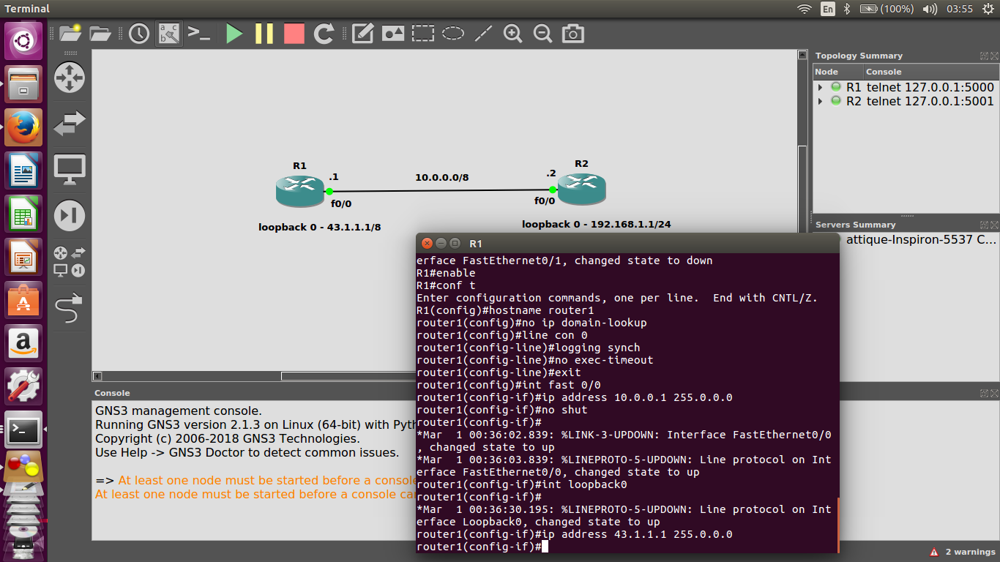 Terminal
En
(100%)
03:55
a b
c
R1
.1
10.0.0.0/8
.2
R2
f0/0
f0/0
loopback 0 - 43.1.1.1/8
loopback 0 - 192.168.1.1/24
Topology Summary
Node Console
R1 telnet 127.0.0.1:5000
R2 telnet 127.0.0.1:5001
Servers Summary
attique-Inspiron-5537 C...
Console
GNS3 management console.
Running GNS3 version 2.1.3 on Linux (64-bit) with
Copyright (c) 2006-2018 GNS3 Technologies.
Use Help -> GNS3 Doctor to detect common issues.
=> At least one node must be started before a console
At least one node must be started before a console
R1
erface FastEthernet0/1, changed state to down
R1#enable
R1#conf t
Enter configuration commands, one per line.  End with CNTL/Z.
R1(config)#hostname router1
router1(config)#no ip domain-lookup
router1(config)#line con 0
router1(config-line)#logging synch
router1(config-line)#no exec-timeout
router1(config-line)#exit
router1(config)#int fast 0/0
router1(config-if)#ip address 10.0.0.1 255.0.0.0
router1(config-if)#no shut
router1(config-if)#
*Mar  1 00:36:02.839: %LINK-3-UPDOWN: Interface FastEthernet0/0
, changed state to up
*Mar  1 00:36:03.839: %LINEPROTO-5-UPDOWN: Line protocol on Int
erface FastEthernet0/0, changed state to up
router1(config-if)#int loopback0
router1(config-if)#
*Mar  1 00:36:30.195: %LINEPROTO-5-UPDOWN: Line protocol on Int
erface Loopback0, changed state to up
router1(config-if)#ip address 43.1.1.1 255.0.0.0
router1(config-if)#
2 warnings